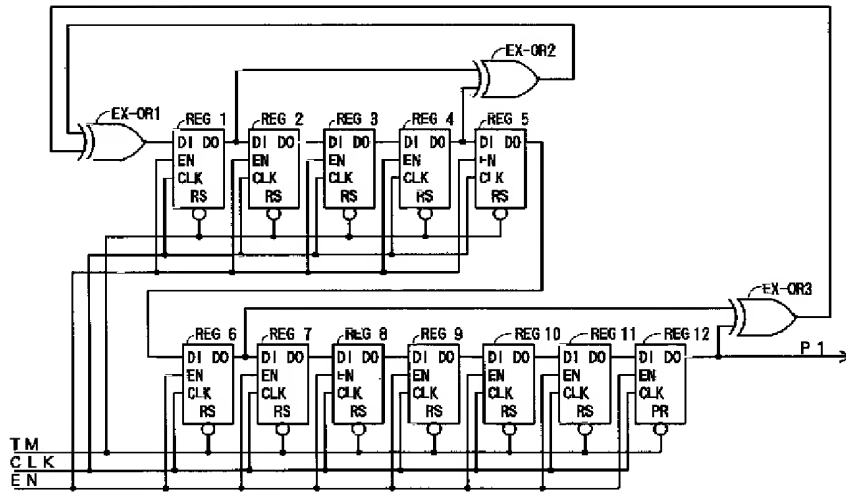 EX-OR2
EX-OR1
REG 1 REG 2 REG 3 REG 4 REG 5
DI DO DI DO DI DO DI DO DI DO
EN EN EN EN EN
CLK CLK CLK CLK CLK
RS RS RS RS RS
EX-OR3
REG 6 REG 7 REG 8 REG 9 REG 10 REG 11 REG 12
DI DO DI DO DI DO DI DO DI DO DI DO DI DO
P 1
EN EN EN EN EN EN EN
CLK CLK CLK CLK CLK CLK CLK
RS RS RS RS RS RS PR
TM
CLK
EN